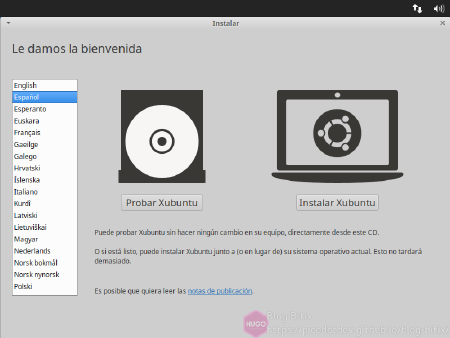 Instalar
Le damos la bienvenida
English
Español
Esperanto
Euskara
Français
Gaeilge
Galego
Hrvatski
Íslenska
Italiano
Kurdî
Latviski
Lietuviškai
Magyar
Nederlands
Norsk bokmål
Norsk nynorsk
Polski
Probar Xubuntu
Instalar Xubuntu
Puede probar Xubuntu sin hacer ningún cambio en su equipo, directamente desde este CD.
O si está listo, puede instalar Xubuntu junto a (o en lugar de) su sistema operativo actual. Esto no tardará
demasiado.
Es posible que quiera leer las notas de publicación.
HUGO